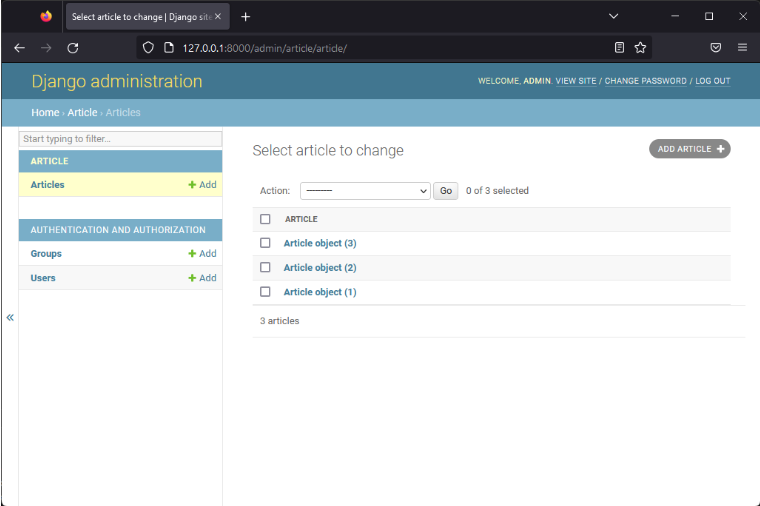 Select article to change | Django site
127.0.0.1:8000/admin/article/article/
Django administration
WELCOME, ADMIN. VIEW SITE / CHANGE PASSWORD / LOG OUT
Home › Article › Articles
Start typing to filter...
ARTICLE
Articles + Add
AUTHENTICATION AND AUTHORIZATION
Groups + Add
Users + Add
«
Select article to change
ADD ARTICLE +
Action: --------- Go 0 of 3 selected
ARTICLE
Article object (3)
Article object (2)
Article object (1)
3 articles